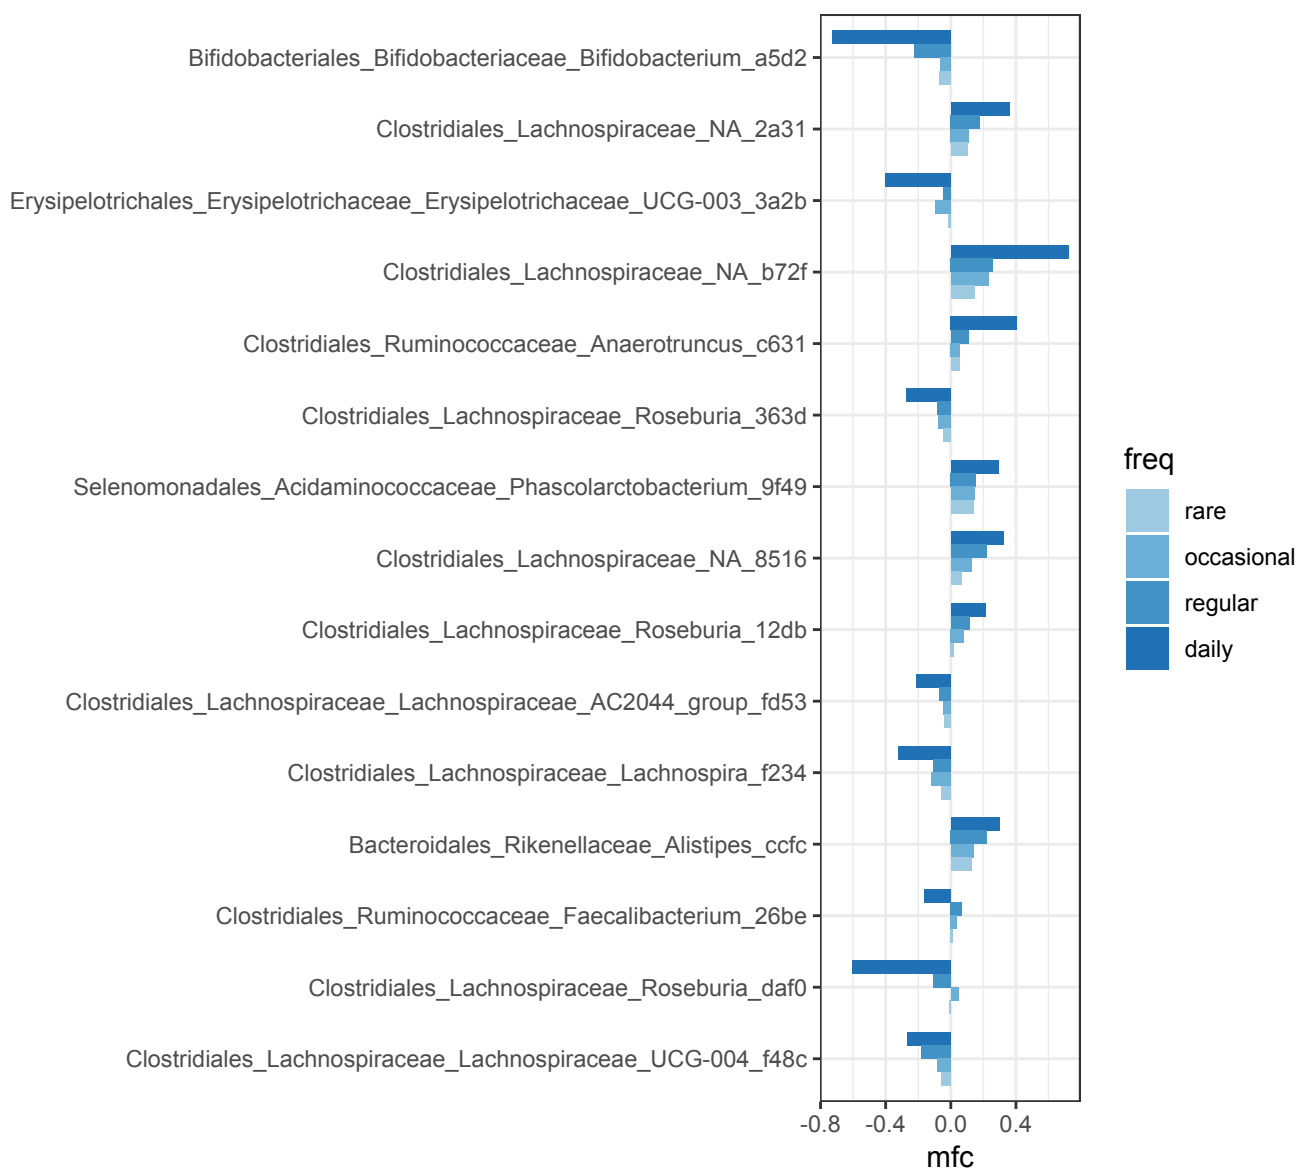 Bifidobacteriales_Bifidobacteriaceae_Bifidobacterium_a5d2
Clostridiales_Lachnospiraceae_NA_2a31
Erysipelotrichales_Erysipelotrichaceae_Erysipelotrichaceae_UCG-003_3a2b
Clostridiales_Lachnospiraceae_NA_b72f
Clostridiales_Ruminococcaceae_Anaerotruncus_c631
Clostridiales_Lachnospiraceae_Roseburia_363d
Selenomonadales_Acidaminococcaceae_Phascolarctobacterium_9f49
Clostridiales_Lachnospiraceae_NA_8516
Clostridiales_Lachnospiraceae_Roseburia_12db
Clostridiales_Lachnospiraceae_Lachnospiraceae_AC2044_group_fd53
Clostridiales_Lachnospiraceae_Lachnospira_f234
Bacteroidales_Rikenellaceae_Alistipes_ccfc
Clostridiales_Ruminococcaceae_Faecalibacterium_26be
Clostridiales_Lachnospiraceae_Roseburia_daf0
Clostridiales_Lachnospiraceae_Lachnospiraceae_UCG-004_f48c
-0.8 -0.4 0.0 0.4
mfc
freq
rare
occasional
regular
daily